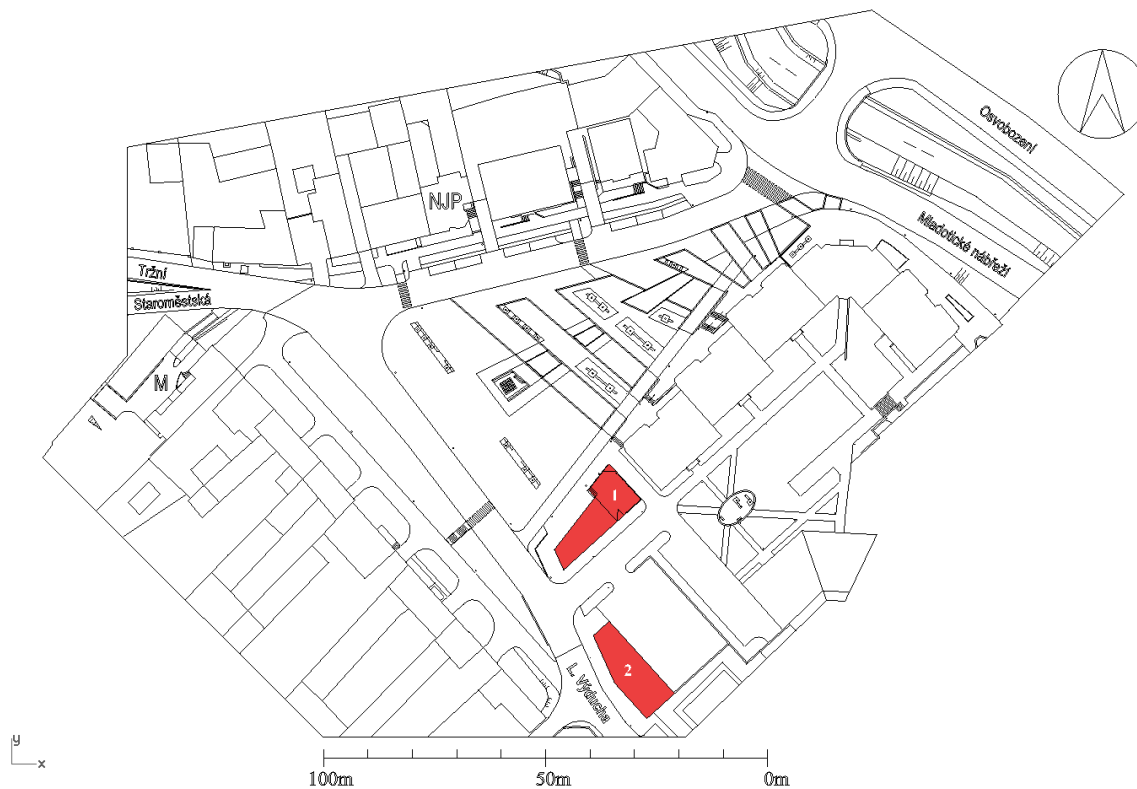 Osvobození
NJP
Mladotické nábřeží
Tržní
Staroměstská
M
1
2
L. Výducha
y
x
100m 50m 0m